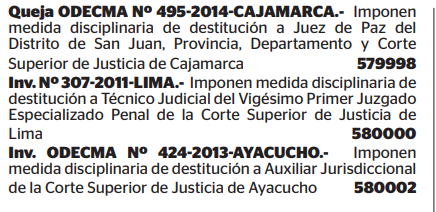 Queja ODECMA Nº 495-2014-CAJAMARCA.- Imponen
medida disciplinaria de destitución a Juez de Paz del
Distrito de San Juan, Provincia, Departamento y Corte
Superior de Justicia de Cajamarca 579998
Inv. Nº 307-2011-LIMA.- Imponen medida disciplinaria de
destitución a Técnico Judicial del Vigésimo Primer Juzgado
Especializado Penal de la Corte Superior de Justicia de
Lima 580000
Inv. ODECMA Nº 424-2013-AYACUCHO.- Imponen
medida disciplinaria de destitución a Auxiliar Jurisdiccional
de la Corte Superior de Justicia de Ayacucho 580002